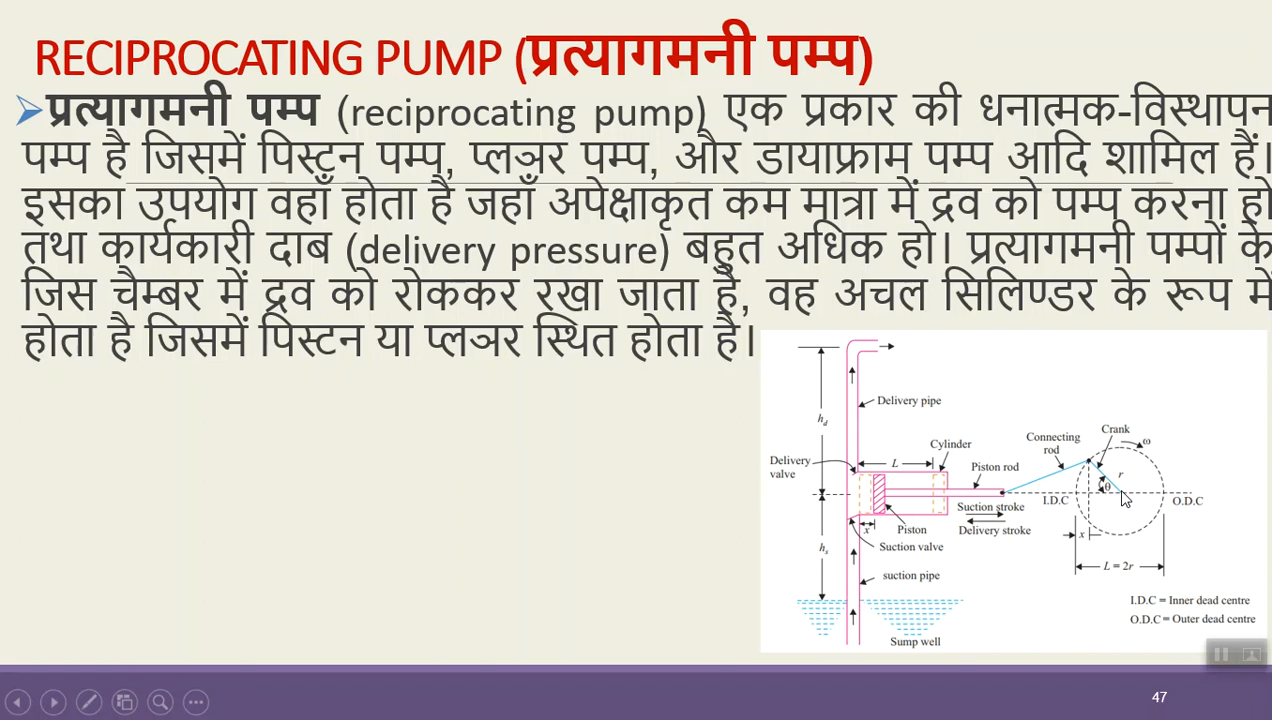 RECIPROCATING PUMP (प्रत्यागमनी पम्प)
प्रत्यागमनी पम्प (reciprocating pump) एक प्रकार की धनात्मक-विस्थापन
पम्प है जिसमें पिस्टन पम्प, प्लञर पम्प, और डायाफ्राम पम्प आदि शामिल हैं।
इसका उपयोग वहाँ होता है जहाँ अपेक्षाकृत कम मात्रा में द्रव को पम्प करना हो
तथा कार्यकारी दाब (delivery pressure) बहुत अधिक हो। प्रत्यागमनी पम्पों के
जिस चैम्बर में द्रव को रोककर रखा जाता है, वह अचल सिलिण्डर के रूप में
होता है जिसमें पिस्टन या प्लञर स्थित होता है।
Delivery pipe
h_d
Cylinder
Delivery
valve
L
Piston rod
Connecting
rod
Crank
ω
r
θ
I.D.C
O.D.C
Suction stroke
Delivery stroke
x
Piston
Suction valve
h_s
x
L = 2r
suction pipe
I.D.C = Inner dead centre
O.D.C = Outer dead centre
Sump well
47